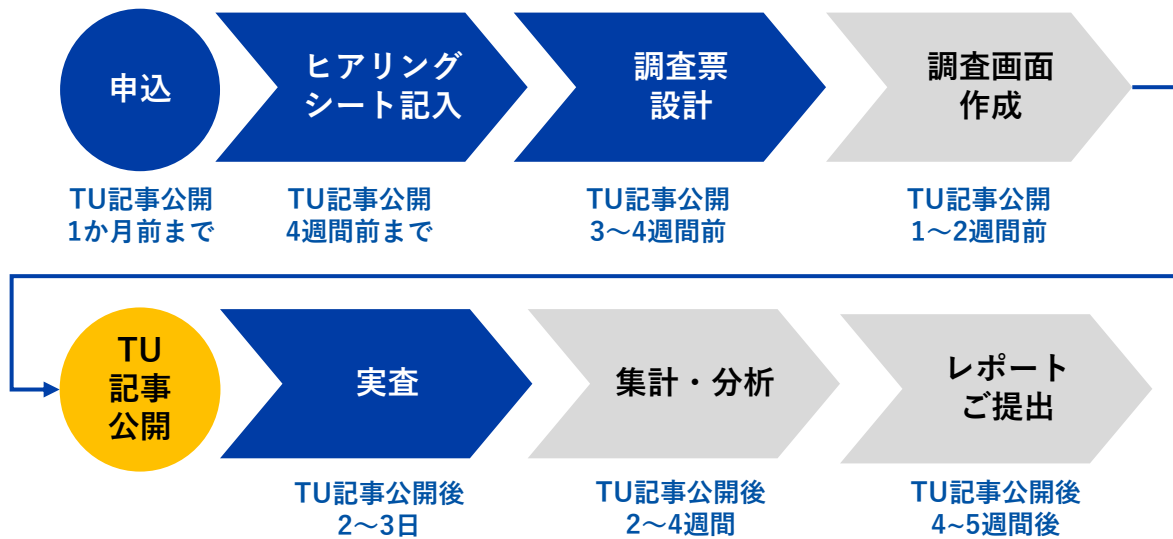 申込
ヒアリング
シート記入
調査票
設計
調査画面
作成
TU記事公開
1か月前まで
TU記事公開
4週間前まで
TU記事公開
3～4週間前
TU記事公開
1～2週間前
TU
記事
公開
実査
集計・分析
レポート
ご提出
TU記事公開後
2～3日
TU記事公開後
2～4週間
TU記事公開後
4~5週間後